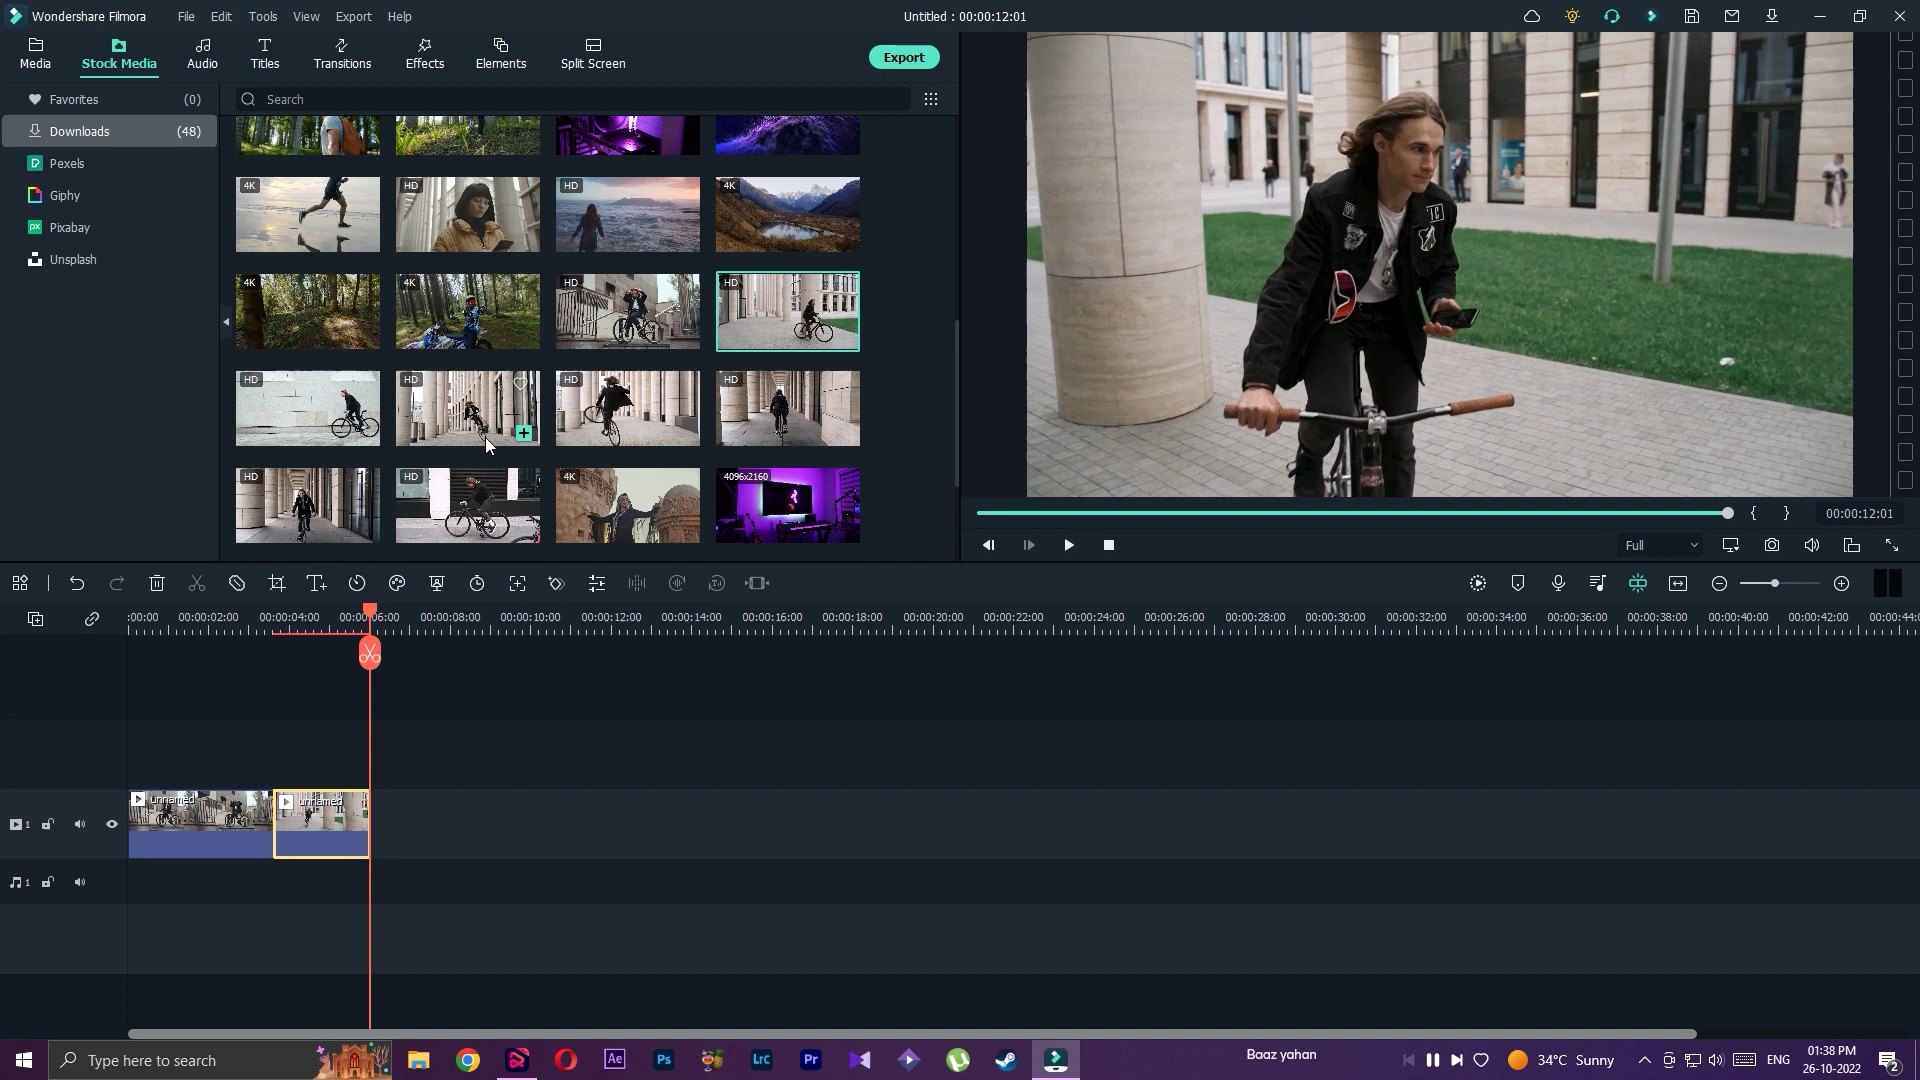 Wondershare Filmora File Edit Tools View Export Help Untitled : 00:00:12:01
Media Stock Media Audio Titles Transitions Effects Elements Split Screen Export
Favorites (0) Search
Downloads (48)
Pexels
Giphy
Pixabay
Unsplash
4K HD HD 4K
4K 4K HD HD
HD HD HD HD
HD HD 4K 4096x2160
{ } 00:00:12:01
Full
:00:00 00:00:02:00 00:00:04:00 00:00:06:00 00:00:08:00 00:00:10:00 00:00:12:00 00:00:14:00 00:00:16:00 00:00:18:00 00:00:20:00 00:00:22:00 00:00:24:00 00:00:26:00 00:00:28:00 00:00:30:00 00:00:32:00 00:00:34:00 00:00:36:00 00:00:38:00 00:00:40:00 00:00:42:00 00:00:44:0
unnamed unnamed
1
1
Type here to search Ae Ps Lrc Pr Baaz yahan 34°C Sunny ENG 01:38 PM
26-10-2022 2